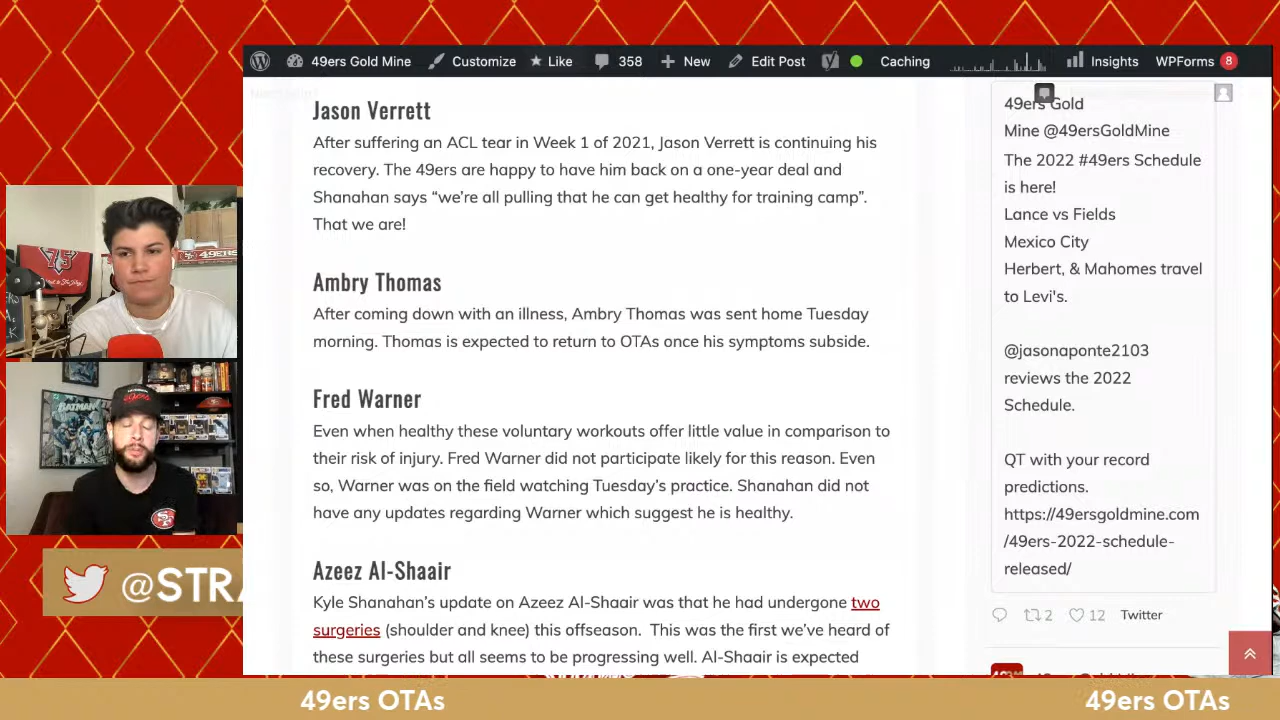 49ers Gold Mine
Customize
Like
358
New
Edit Post
Caching
Insights
WPForms
8
Jason Verrett
After suffering an ACL tear in Week 1 of 2021, Jason Verrett is continuing his
recovery. The 49ers are happy to have him back on a one-year deal and
Shanahan says “we’re all pulling that he can get healthy for training camp”.
That we are!
Ambry Thomas
After coming down with an illness, Ambry Thomas was sent home Tuesday
morning. Thomas is expected to return to OTAs once his symptoms subside.
Fred Warner
Even when healthy these voluntary workouts offer little value in comparison to
their risk of injury. Fred Warner did not participate likely for this reason. Even
so, Warner was on the field watching Tuesday’s practice. Shanahan did not
have any updates regarding Warner which suggest he is healthy.
Azeez Al-Shaair
Kyle Shanahan’s update on Azeez Al-Shaair was that he had undergone two
surgeries (shoulder and knee) this offseason.  This was the first we’ve heard of
these surgeries but all seems to be progressing well. Al-Shaair is expected
49ers Gold
Mine @49ersGoldMine
The 2022 #49ers Schedule
is here!
Lance vs Fields
Mexico City
Herbert, & Mahomes travel
to Levi's.
@jasonaponte2103
reviews the 2022
Schedule.
QT with your record
predictions.
https://49ersgoldmine.com
/49ers-2022-schedule-
released/
2
12
Twitter
49ERS
BATMAN
@STRA
49ers OTAs
49ers OTAs